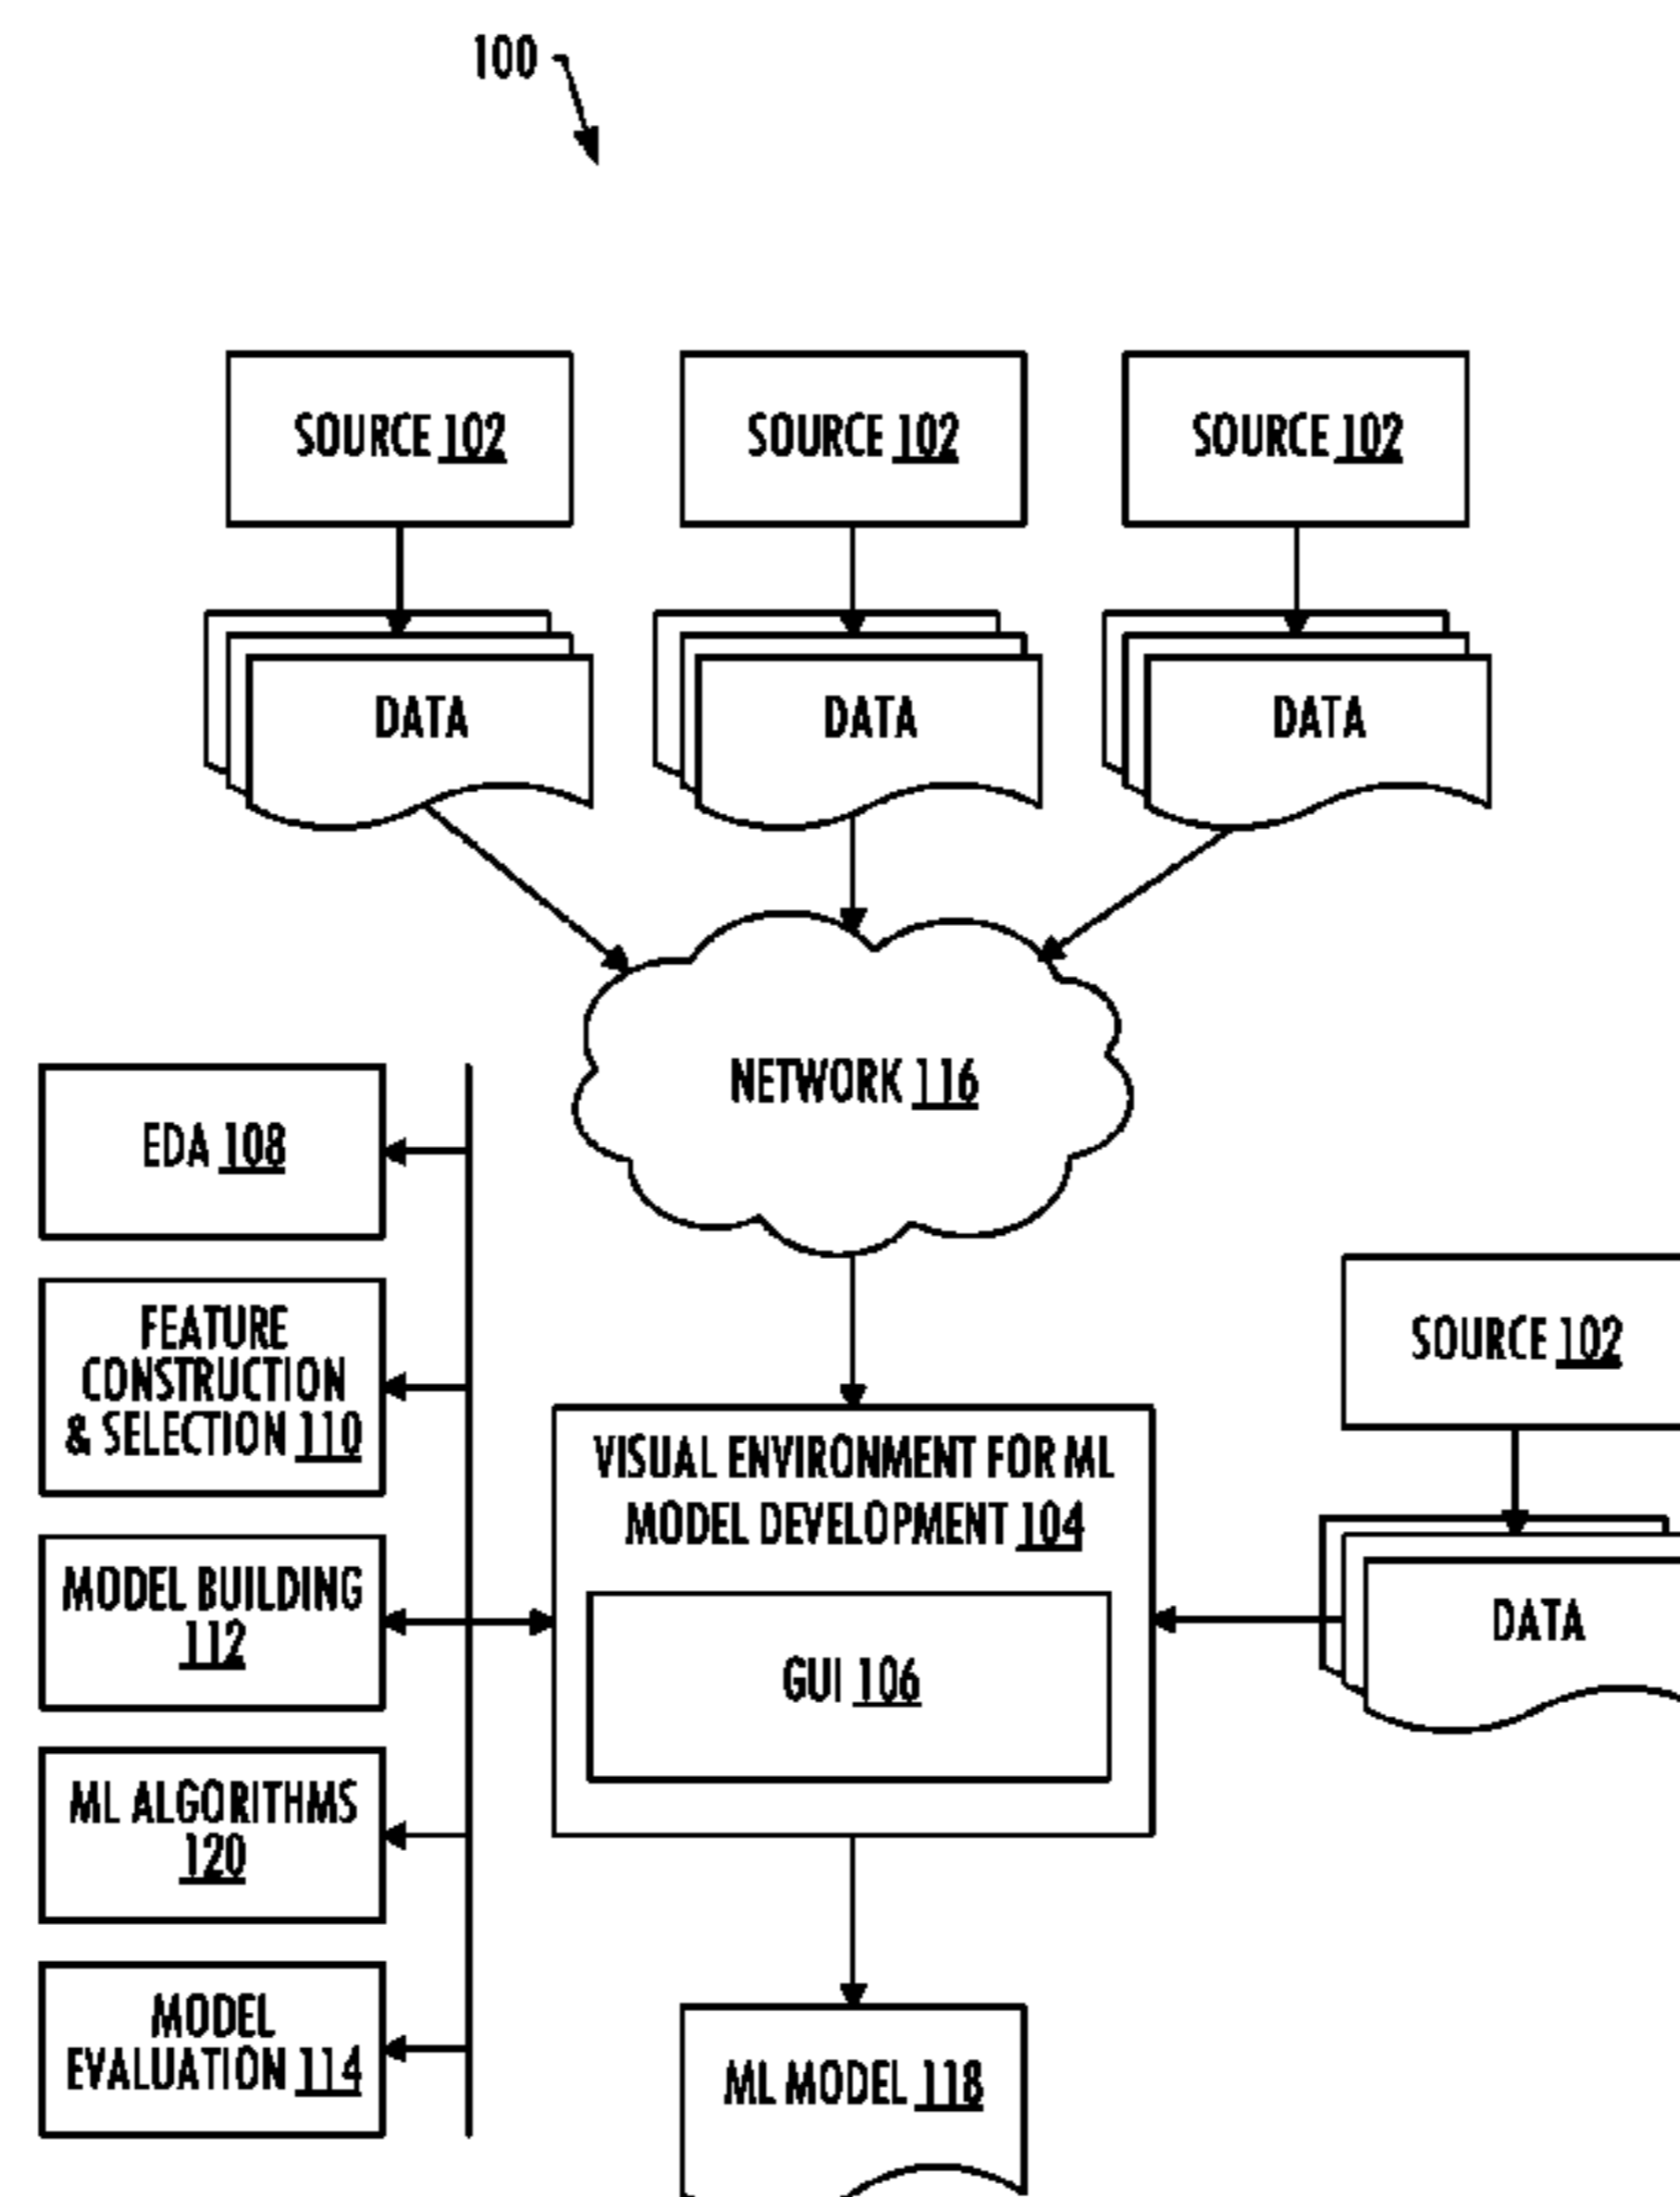 100
SOURCE 102
SOURCE 102
SOURCE 102
DATA
DATA
DATA
NETWORK 116
EDA 108
FEATURE
CONSTRUCTION
& SELECTION 110
MODEL BUILDING
112
ML ALGORITHMS
120
MODEL
EVALUATION 114
VISUAL ENVIRONMENT FOR ML
MODEL DEVELOPMENT 104
GUI 106
SOURCE 102
DATA
ML MODEL 118